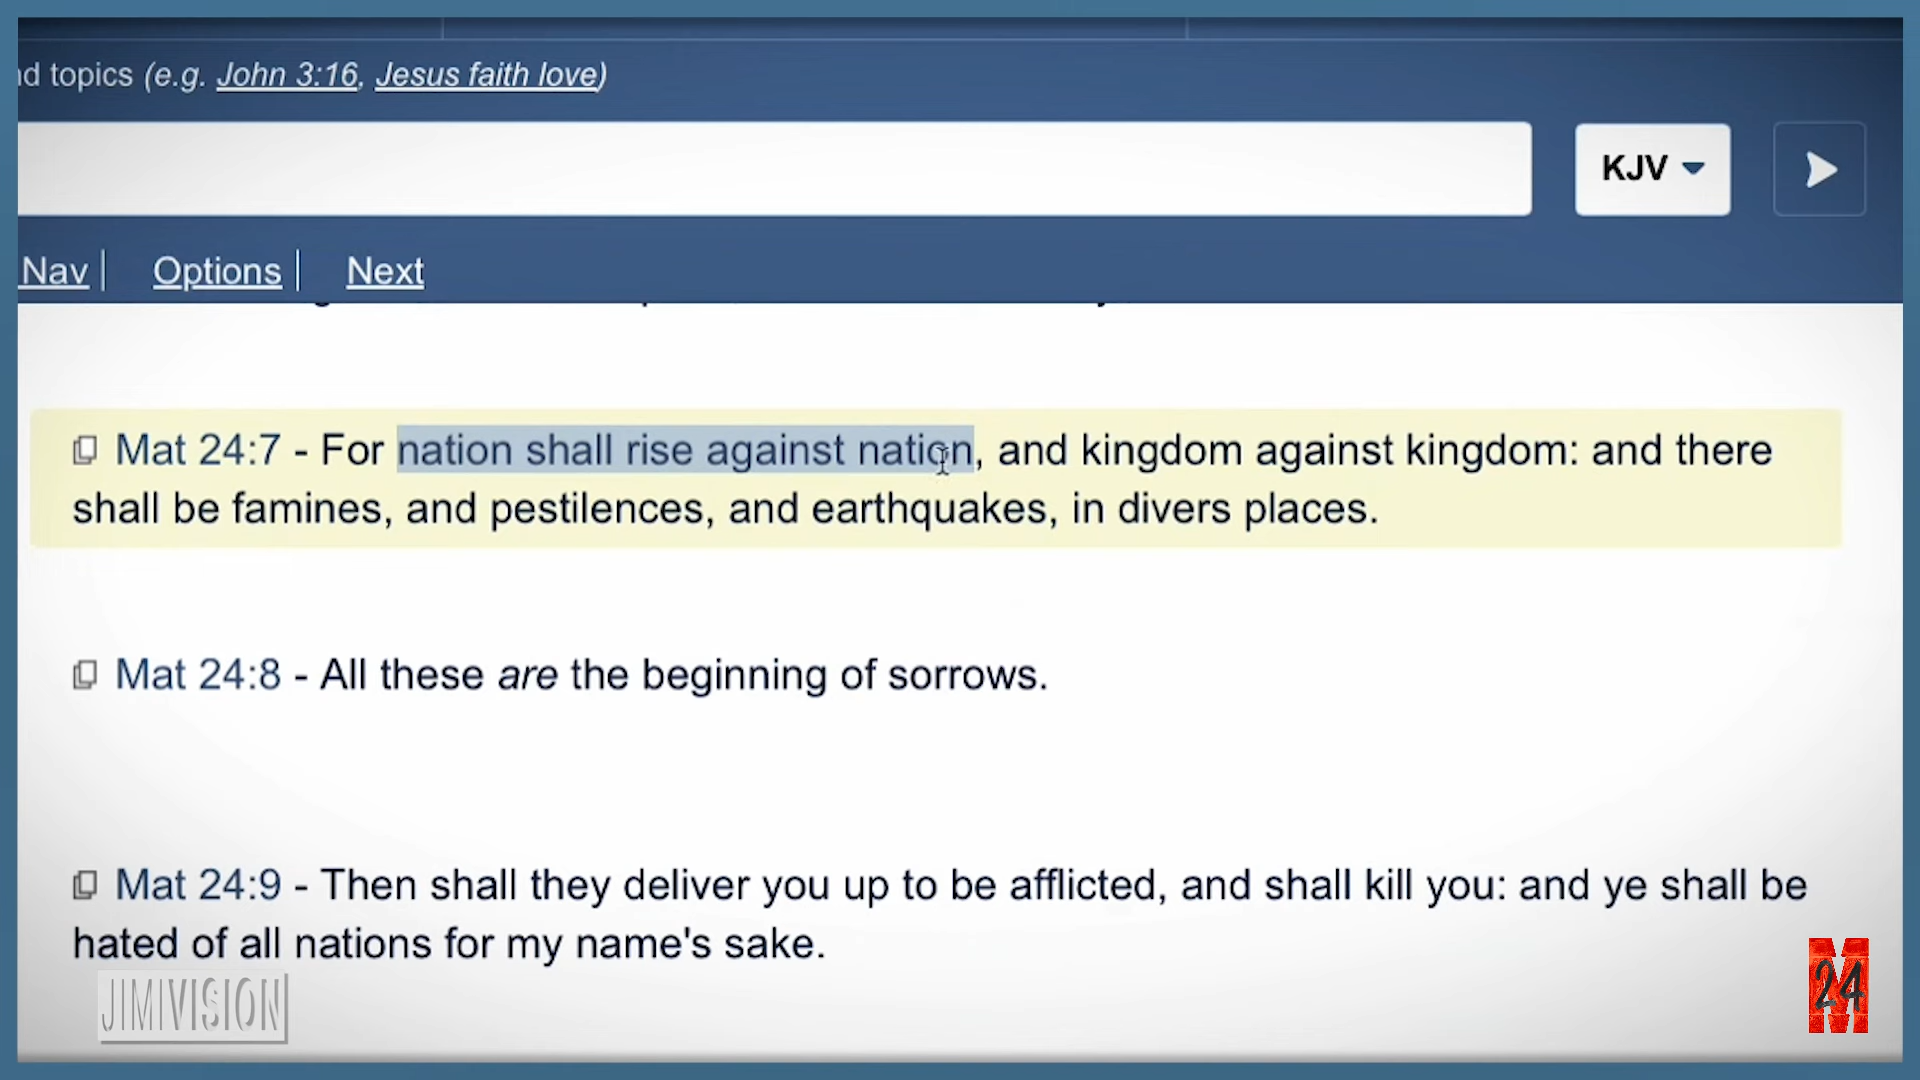 nd topics (e.g. John 3:16, Jesus faith love)
KJV
Nav | Options | Next
Mat 24:7 - For nation shall rise against nation, and kingdom against kingdom: and there
shall be famines, and pestilences, and earthquakes, in divers places.
Mat 24:8 - All these are the beginning of sorrows.
Mat 24:9 - Then shall they deliver you up to be afflicted, and shall kill you: and ye shall be
hated of all nations for my name's sake.
JIMIVISION
M
24